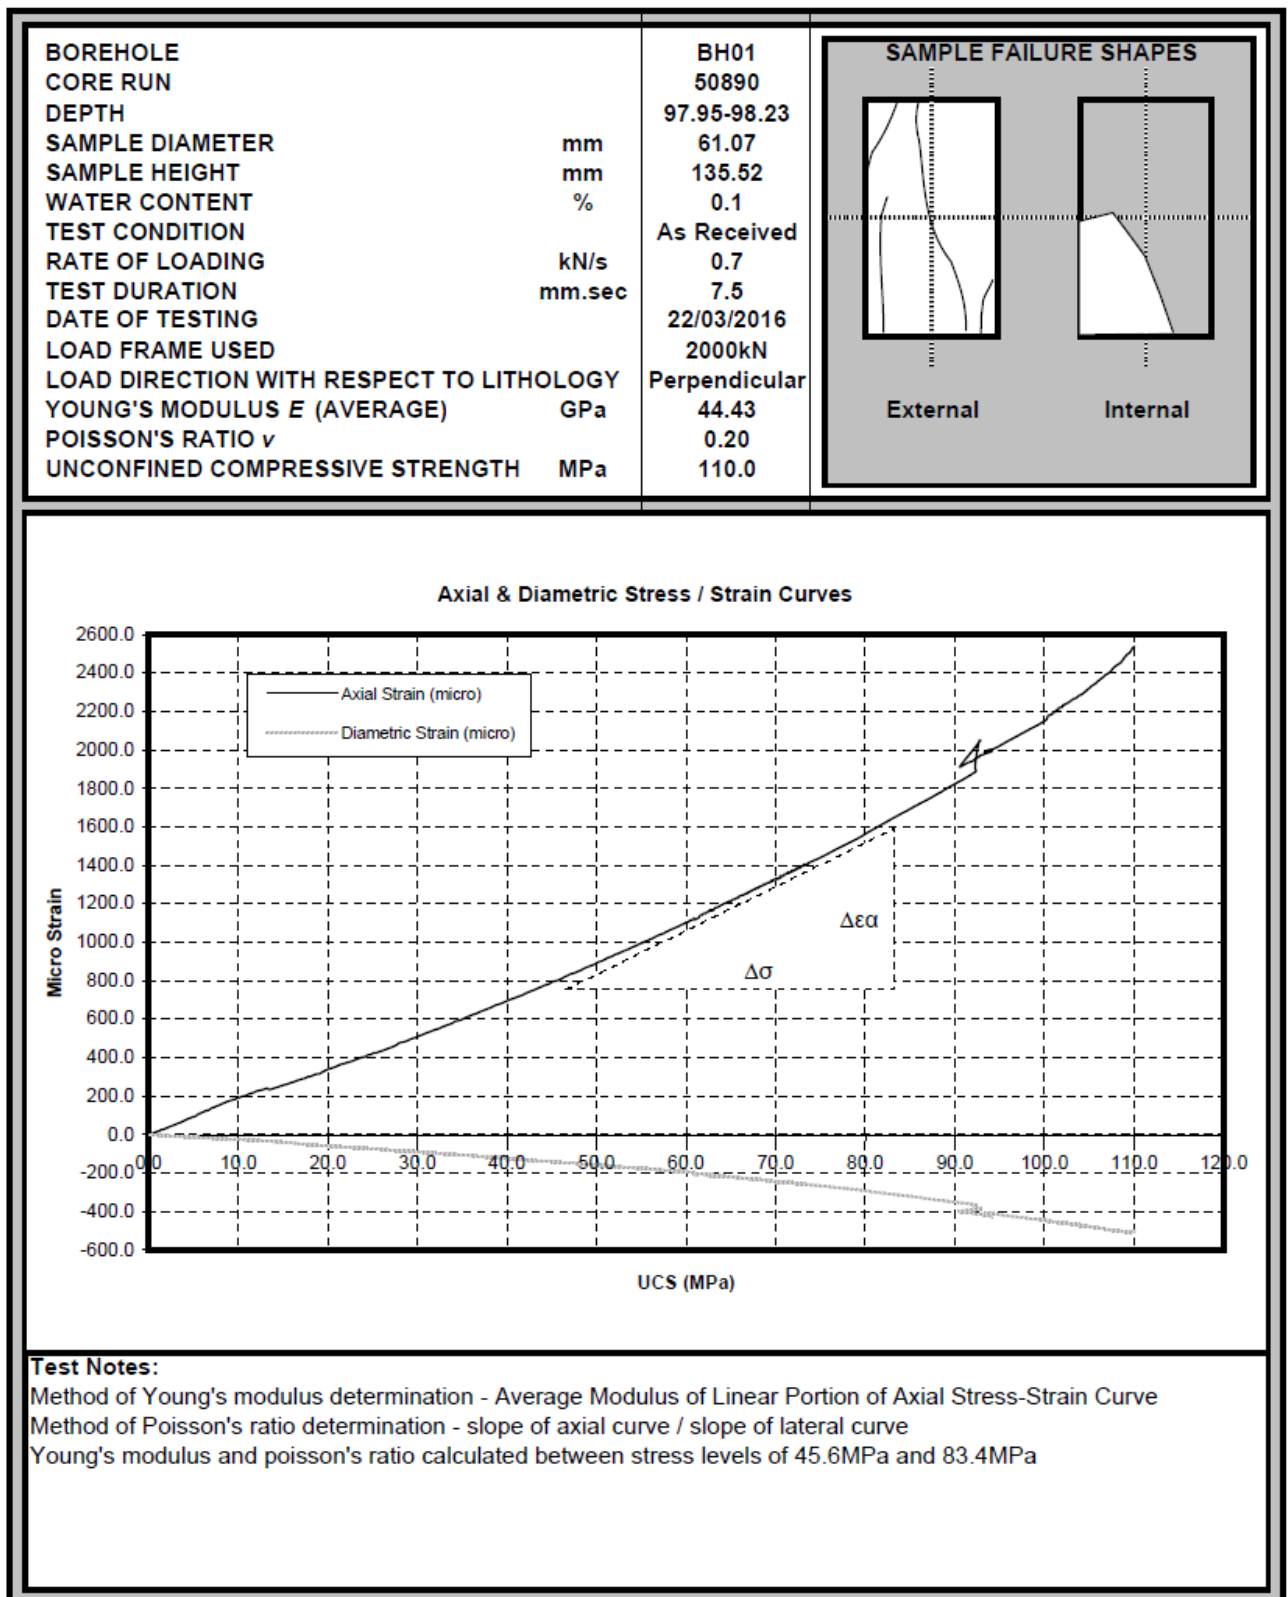 BOREHOLE BH01
CORE RUN 50890
DEPTH 97.95-98.23
SAMPLE DIAMETER mm 61.07
SAMPLE HEIGHT mm 135.52
WATER CONTENT % 0.1
TEST CONDITION As Received
RATE OF LOADING kN/s 0.7
TEST DURATION mm.sec 7.5
DATE OF TESTING 22/03/2016
LOAD FRAME USED 2000kN
LOAD DIRECTION WITH RESPECT TO LITHOLOGY Perpendicular
YOUNG'S MODULUS E (AVERAGE) GPa 44.43
POISSON'S RATIO v 0.20
UNCONFINED COMPRESSIVE STRENGTH MPa 110.0
SAMPLE FAILURE SHAPES
External Internal
Axial & Diametric Stress / Strain Curves
2600.0
2400.0
2200.0
2000.0
1800.0
1600.0
1400.0
1200.0
1000.0
800.0
600.0
400.0
200.0
0.0
-200.0
-400.0
-600.0
Micro Strain
Axial Strain (micro)
Diametric Strain (micro)
Δεα
Δσ
0.0 10.0 20.0 30.0 40.0 50.0 60.0 70.0 80.0 90.0 100.0 110.0 120.0
UCS (MPa)
Test Notes:
Method of Young's modulus determination - Average Modulus of Linear Portion of Axial Stress-Strain Curve
Method of Poisson's ratio determination - slope of axial curve / slope of lateral curve
Young's modulus and poisson's ratio calculated between stress levels of 45.6MPa and 83.4MPa